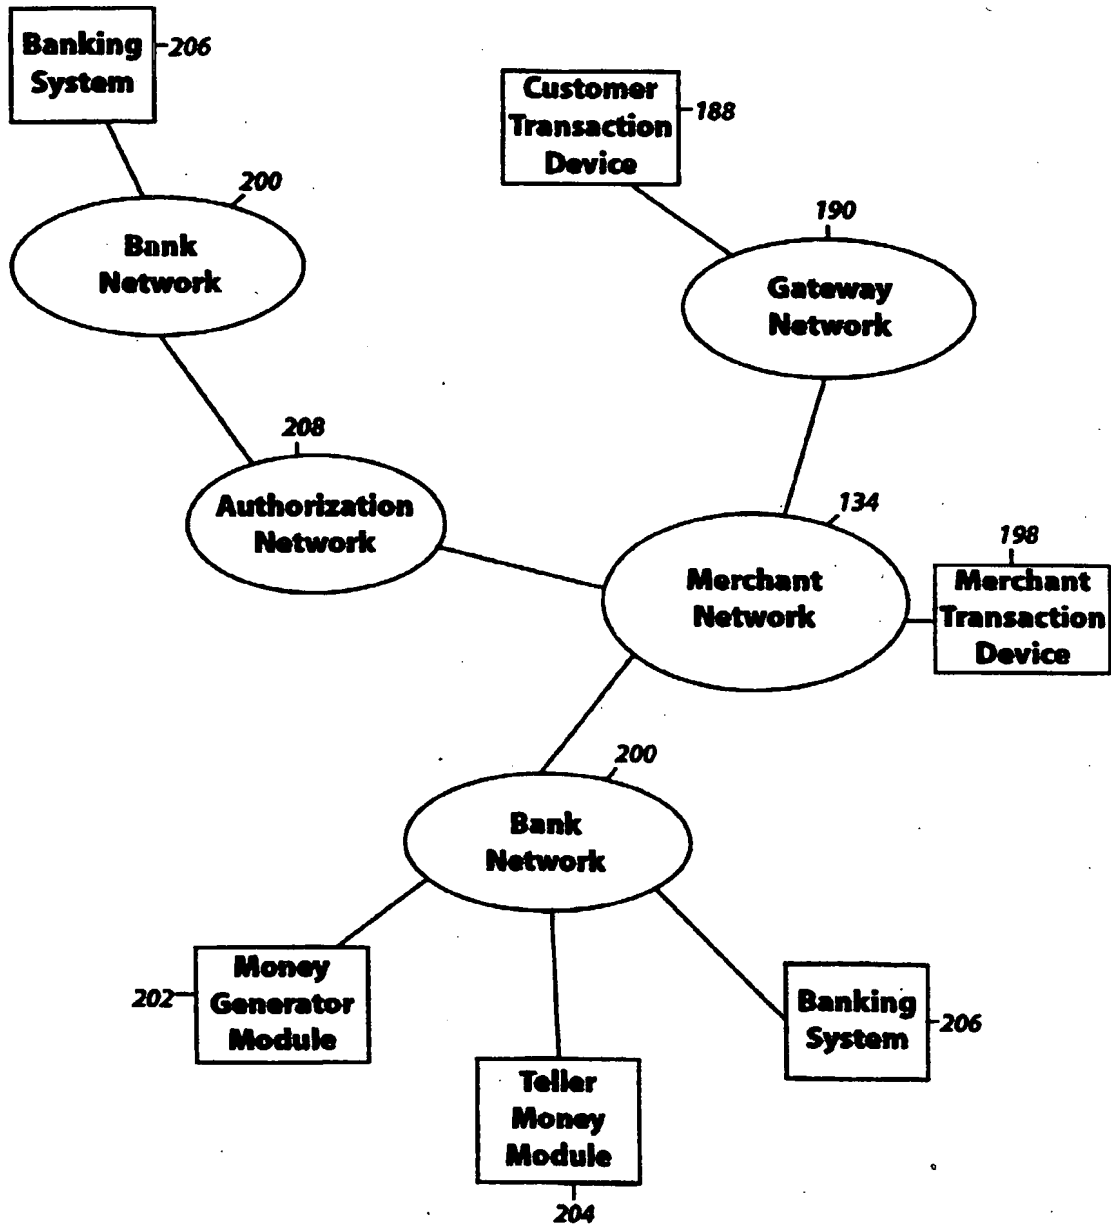 Banking
System
206
Customer
Transaction
Device
188
200
Bank
Network
190
Gateway
Network
208
Authorization
Network
134
Merchant
Network
198
Merchant
Transaction
Device
200
Bank
Network
Money
Generator
Module
202
Banking
System
206
Teller
Money
Module
204